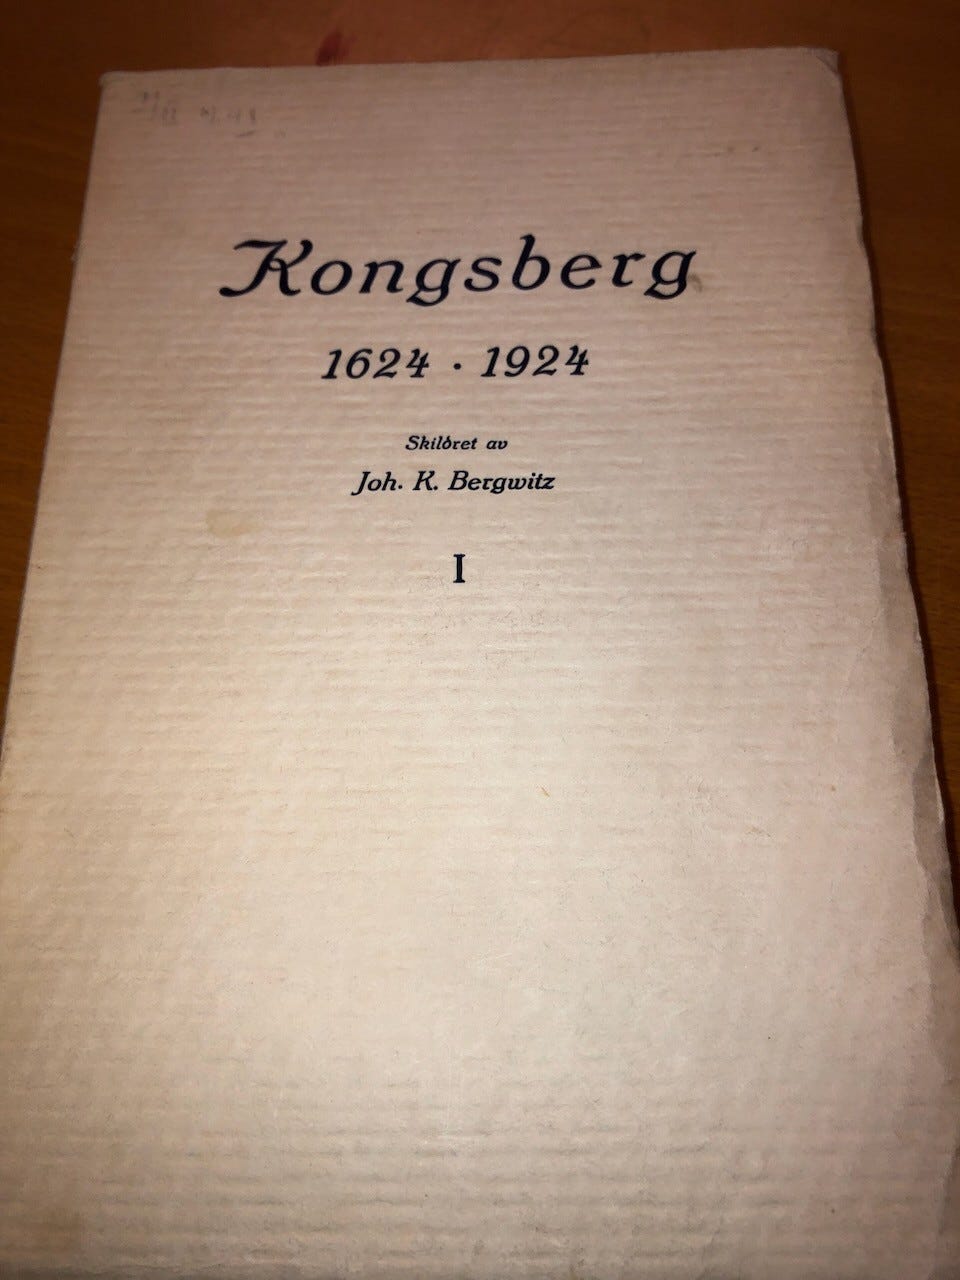 Kongsberg
1624 · 1924
Skildret av
Joh. K. Bergwitz
I